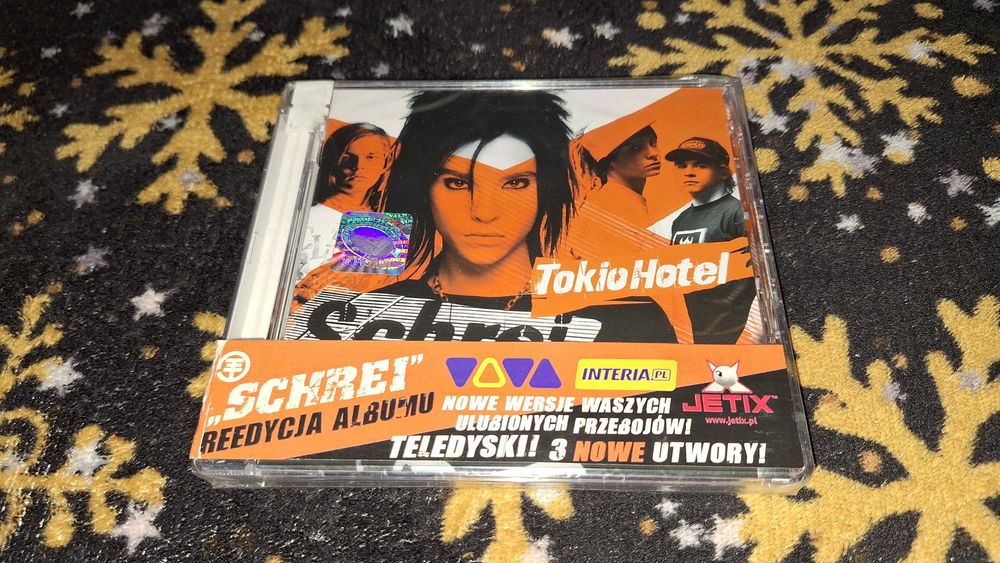 Tokio Hotel
Schrei
„SCHREI”
REEDYCJA ALBUMU
VIVA
INTERIA.PL
JETIX™
www.jetix.pl
NOWE WERSJE WASZYCH
ULUBIONYCH PRZEBOJÓW!
TELEDYSKI! 3 NOWE UTWORY!